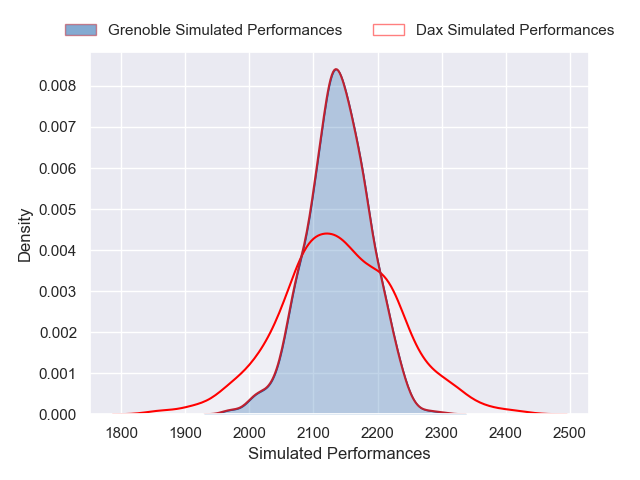 Grenoble Simulated Performances Dax Simulated Performances
0.008
0.007
0.006
0.005
0.004
0.003
0.002
0.001
0.000
Density
1800 1900 2000 2100 2200 2300 2400 2500
Simulated Performances